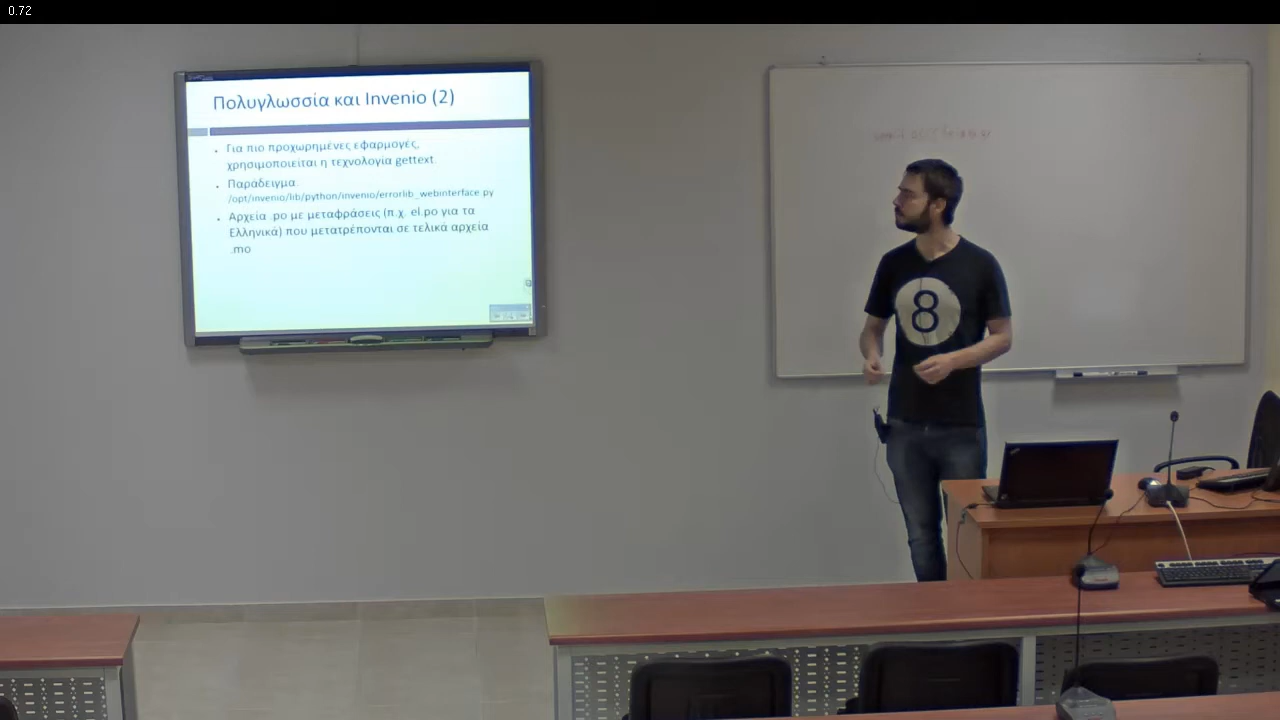 0.72
Πολυγλωσσία και Invenio (2)
Για πιο προχωρημένες εφαρμογές,
χρησιμοποιείται η τεχνολογία gettext.
Παράδειγμα:
/opt/invenio/lib/python/invenio/errorlib_webinterface.py
Αρχεία .po με μεταφράσεις (π.χ. el.po για τα
Ελληνικά) που μετατρέπονται σε τελικά αρχεία
.mo
8